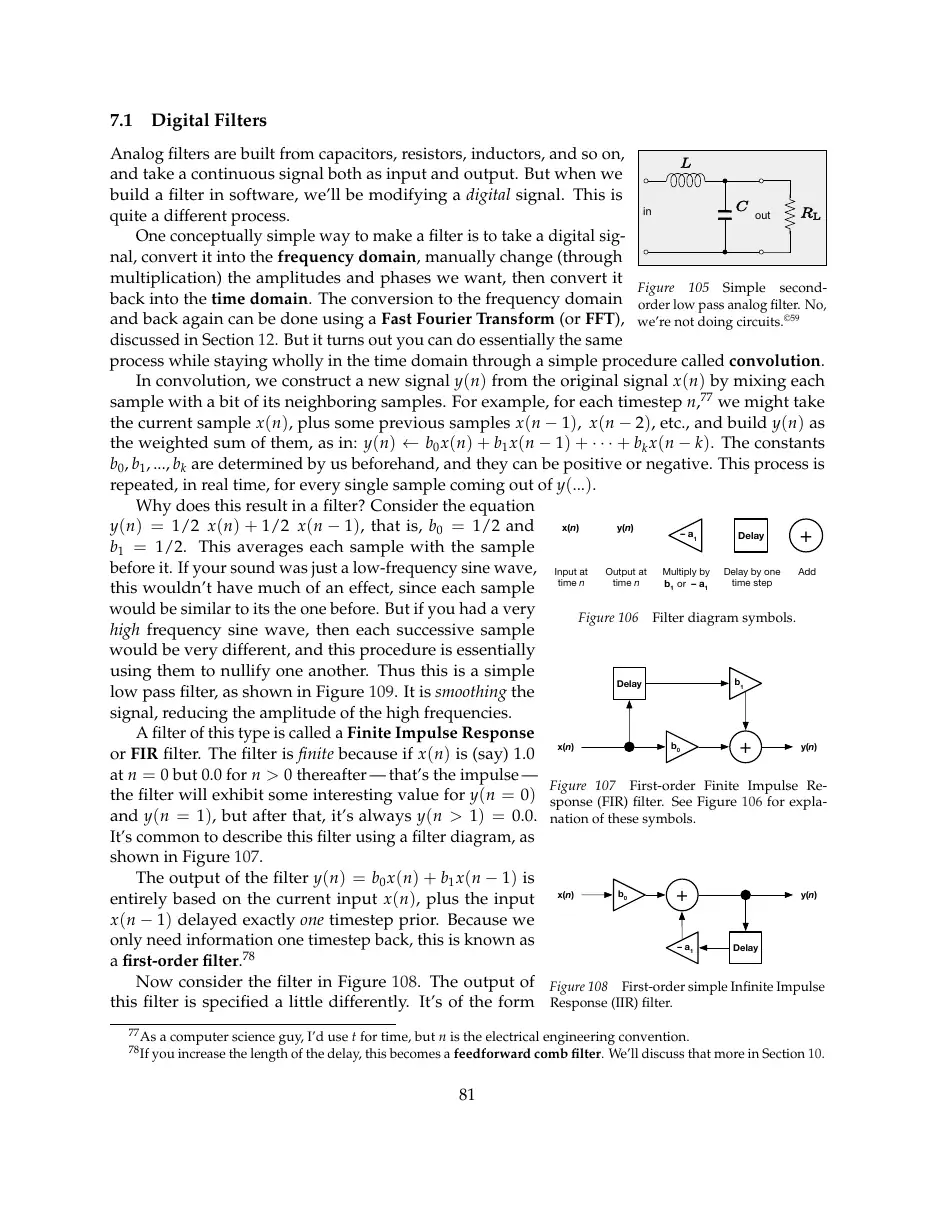 7.1 Digital Filters
Analog filters are built from capacitors, resistors, inductors, and so on,
and take a continuous signal both as input and output. But when we
build a filter in software, we'll be modifying a digital signal. This is
quite a different process.
One conceptually simple way to make a filter is to take a digital sig-
nal, convert it into the frequency domain, manually change (through
multiplication) the amplitudes and phases we want, then convert it
back into the time domain. The conversion to the frequency domain
and back again can be done using a Fast Fourier Transform (or FFT),
discussed in Section 12. But it turns out you can do essentially the same
process while staying wholly in the time domain through a simple procedure called convolution.
L
in
C
out
R_L
Figure 105 Simple second-
order low pass analog filter. No,
we're not doing circuits.©59
In convolution, we construct a new signal y(n) from the original signal x(n) by mixing each
sample with a bit of its neighboring samples. For example, for each timestep n,77 we might take
the current sample x(n), plus some previous samples x(n − 1), x(n − 2), etc., and build y(n) as
the weighted sum of them, as in: y(n) ← b0x(n) + b1x(n − 1) + · · · + bkx(n − k). The constants
b0, b1, ..., bk are determined by us beforehand, and they can be positive or negative. This process is
repeated, in real time, for every single sample coming out of y(...).
Why does this result in a filter? Consider the equation
y(n) = 1/2 x(n) + 1/2 x(n − 1), that is, b0 = 1/2 and
b1 = 1/2. This averages each sample with the sample
before it. If your sound was just a low-frequency sine wave,
this wouldn't have much of an effect, since each sample
would be similar to its the one before. But if you had a very
high frequency sine wave, then each successive sample
would be very different, and this procedure is essentially
using them to nullify one another. Thus this is a simple
low pass filter, as shown in Figure 109. It is smoothing the
signal, reducing the amplitude of the high frequencies.
A filter of this type is called a Finite Impulse Response
or FIR filter. The filter is finite because if x(n) is (say) 1.0
at n = 0 but 0.0 for n > 0 thereafter — that's the impulse —
the filter will exhibit some interesting value for y(n = 0)
and y(n = 1), but after that, it's always y(n > 1) = 0.0.
It's common to describe this filter using a filter diagram, as
shown in Figure 107.
The output of the filter y(n) = b0x(n) + b1x(n − 1) is
entirely based on the current input x(n), plus the input
x(n − 1) delayed exactly one timestep prior. Because we
only need information one timestep back, this is known as
a first-order filter.78
Now consider the filter in Figure 108. The output of
this filter is specified a little differently. It's of the form
x(n) y(n) − a1 Delay +
Input at Output at Multiply by Delay by one Add
time n time n b1 or − a1 time step
Figure 106 Filter diagram symbols.
Delay b1
x(n) b0 + y(n)
Figure 107 First-order Finite Impulse Re-
sponse (FIR) filter. See Figure 106 for expla-
nation of these symbols.
x(n) b0 + y(n)
− a1 Delay
Figure 108 First-order simple Infinite Impulse
Response (IIR) filter.
77As a computer science guy, I'd use t for time, but n is the electrical engineering convention.
78If you increase the length of the delay, this becomes a feedforward comb filter. We'll discuss that more in Section 10.
81